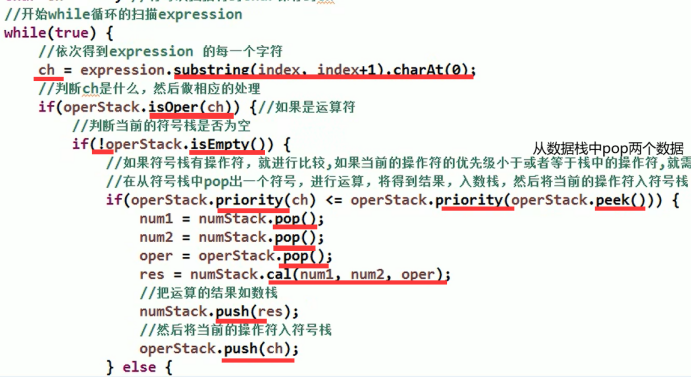 //开始while循环的扫描expression
while(true) {
//依次得到expression 的每一个字符
ch = expression.substring(index, index+1).charAt(0);
//判断ch是什么，然后做相应的处理
if(operStack.isOper(ch)) {//如果是运算符
//判断当前的符号栈是否为空
if(!operStack.isEmpty()) {
从数据栈中pop两个数据
//如果符号栈有操作符，就进行比较,如果当前的操作符的优先级小于或者等于栈中的操作符,就需
//在从符号栈中pop出一个符号，进行运算，将得到结果，入数栈，然后将当前的操作符入符号栈
if(operStack.priority(ch) <= operStack.priority(operStack.peek())) {
num1 = numStack.pop();
num2 = numStack.pop();
oper = operStack.pop();
res = numStack.cal(num1, num2, oper);
//把运算的结果如数栈
numStack.push(res);
//然后将当前的操作符入符号栈
operStack.push(ch);
} else {